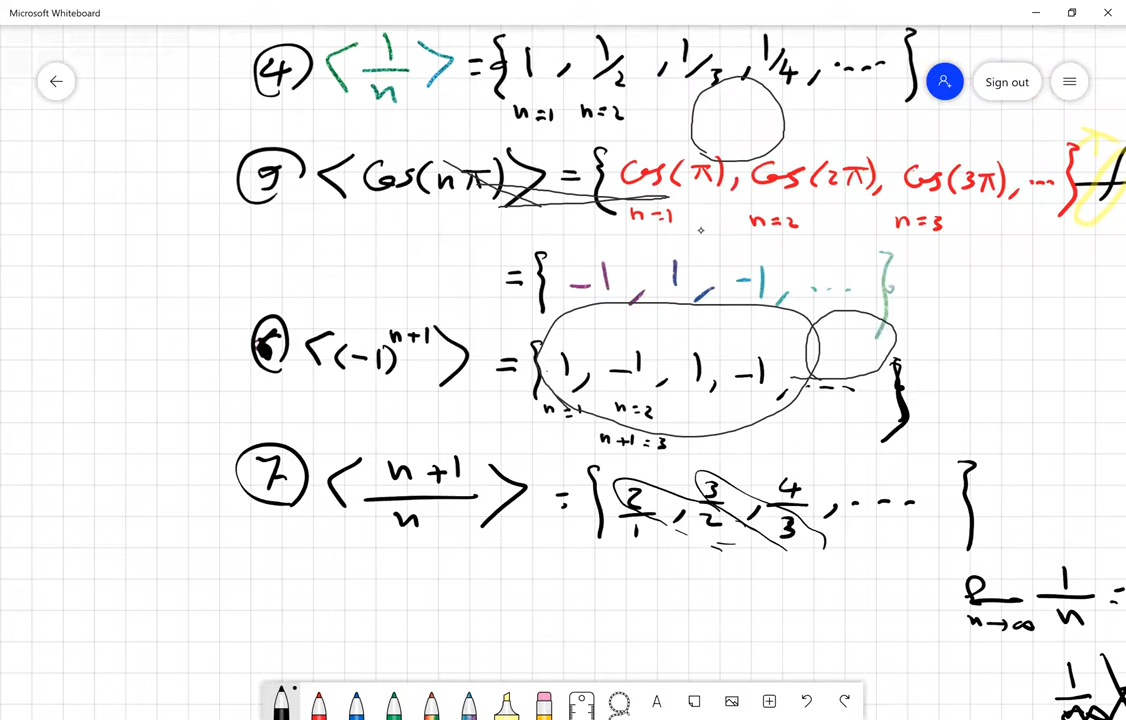 Microsoft Whiteboard
Sign out
④ < 1/n > = { 1 , 1/2 , 1/3 , 1/4 , .... }
n=1 n=2
⑤ < Cos(nπ) > = { Cos(π), Cos(2π), Cos(3π), ... }
n=1 n=2 n=3
= { -1 , 1 , -1 , ... }
⑥ < (-1)^{n+1} > = { 1 , -1 , 1 , -1 , .... }
n=1 n=2
n+1=3
⑦ < (n+1)/n > = { 2/1 , 3/2 , 4/3 , .... }
lim n→∞ 1/n =
A